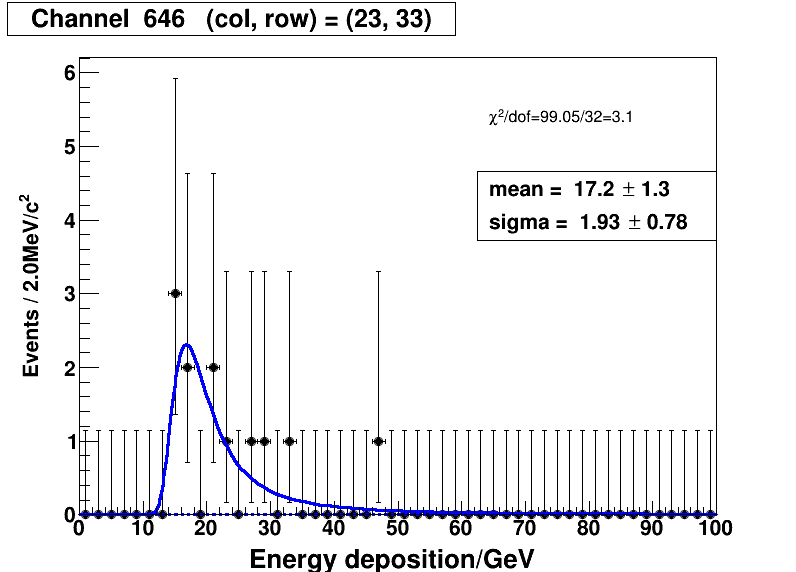 Channel 646 (col, row) = (23, 33)
χ²/dof=99.05/32=3.1
mean = 17.2 ± 1.3
sigma = 1.93 ± 0.78
Events / 2.0MeV/c²
6
5
4
3
2
1
0
0 10 20 30 40 50 60 70 80 90 100
Energy deposition/GeV